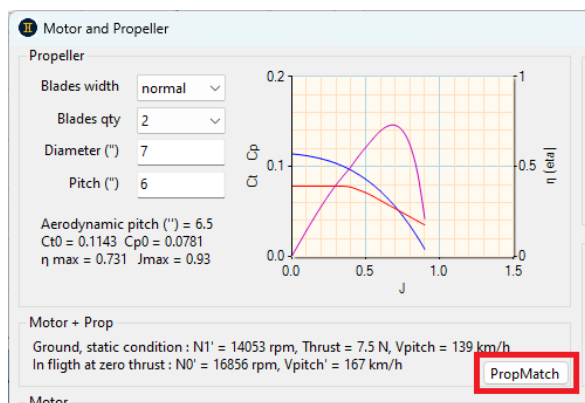 Motor and Propeller
Propeller
Blades width normal
Blades qty 2
Diameter (") 7
Pitch (") 6
Aerodynamic pitch (") = 6.5
Ct0 = 0.1143 Cp0 = 0.0781
η max = 0.731 Jmax = 0.93
0.2
0.1
0.0
Ct Cp
0.0 0.5 1.0 1.5
J
1
0.5
0
η [eta]
Motor + Prop
Ground, static condition : N1' = 14053 rpm, Thrust = 7.5 N, Vpitch = 139 km/h
In fligth at zero thrust : N0' = 16856 rpm, Vpitch' = 167 km/h
PropMatch
Motor